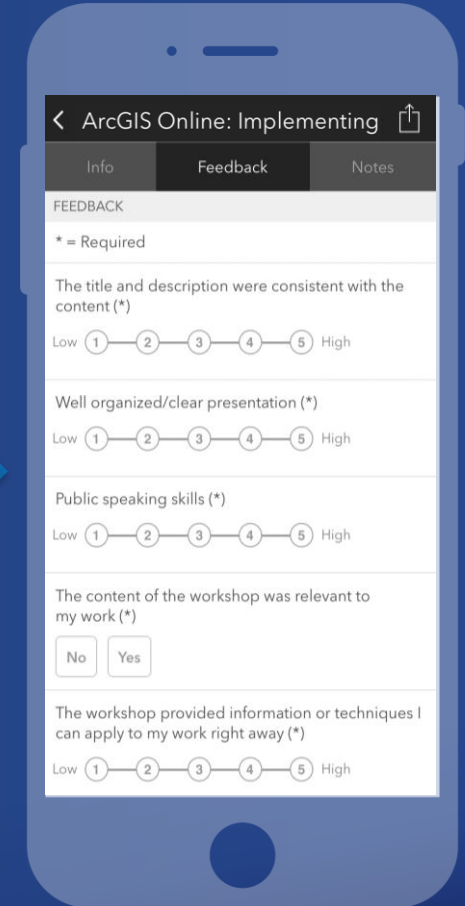 ArcGIS Online: Implementing
Info Feedback Notes
FEEDBACK
* = Required
The title and description were consistent with the
content (*)
Low 1 2 3 4 5 High
Well organized/clear presentation (*)
Low 1 2 3 4 5 High
Public speaking skills (*)
Low 1 2 3 4 5 High
The content of the workshop was relevant to
my work (*)
No Yes
The workshop provided information or techniques I
can apply to my work right away (*)
Low 1 2 3 4 5 High